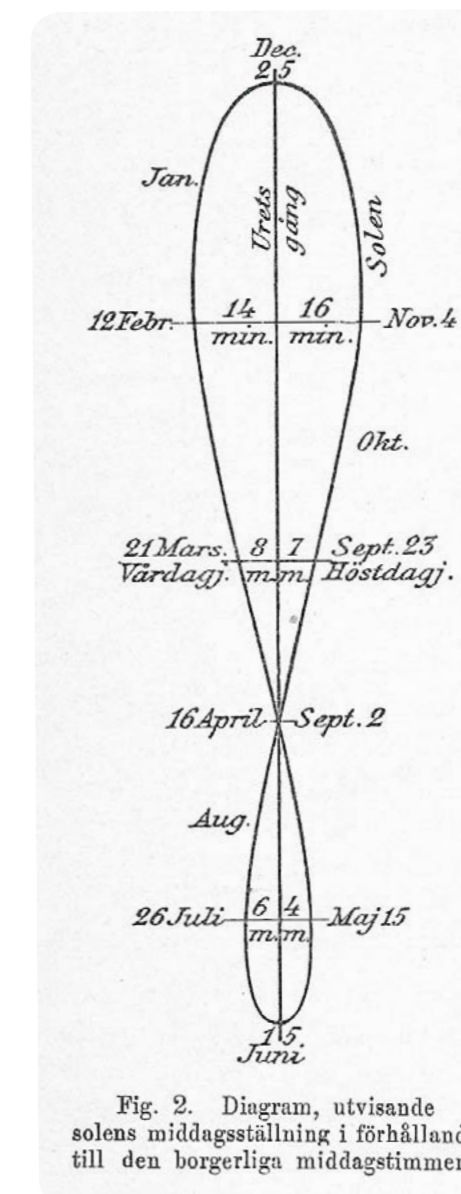 Dec.
25
Jan.
Urets
gång
Solen
12 Febr.
14
min.
16
min.
Nov. 4
Okt.
21 Mars.
Vårdagj.
8
m.
7
m.
Sept. 23
Höstdagj.
16 April
Sept. 2
Aug.
26 Juli
6
m.
4
m.
Maj 15
15
Juni
Fig. 2. Diagram, utvisande
solens middagsställning i förhålland
till den borgerliga middagstimmen